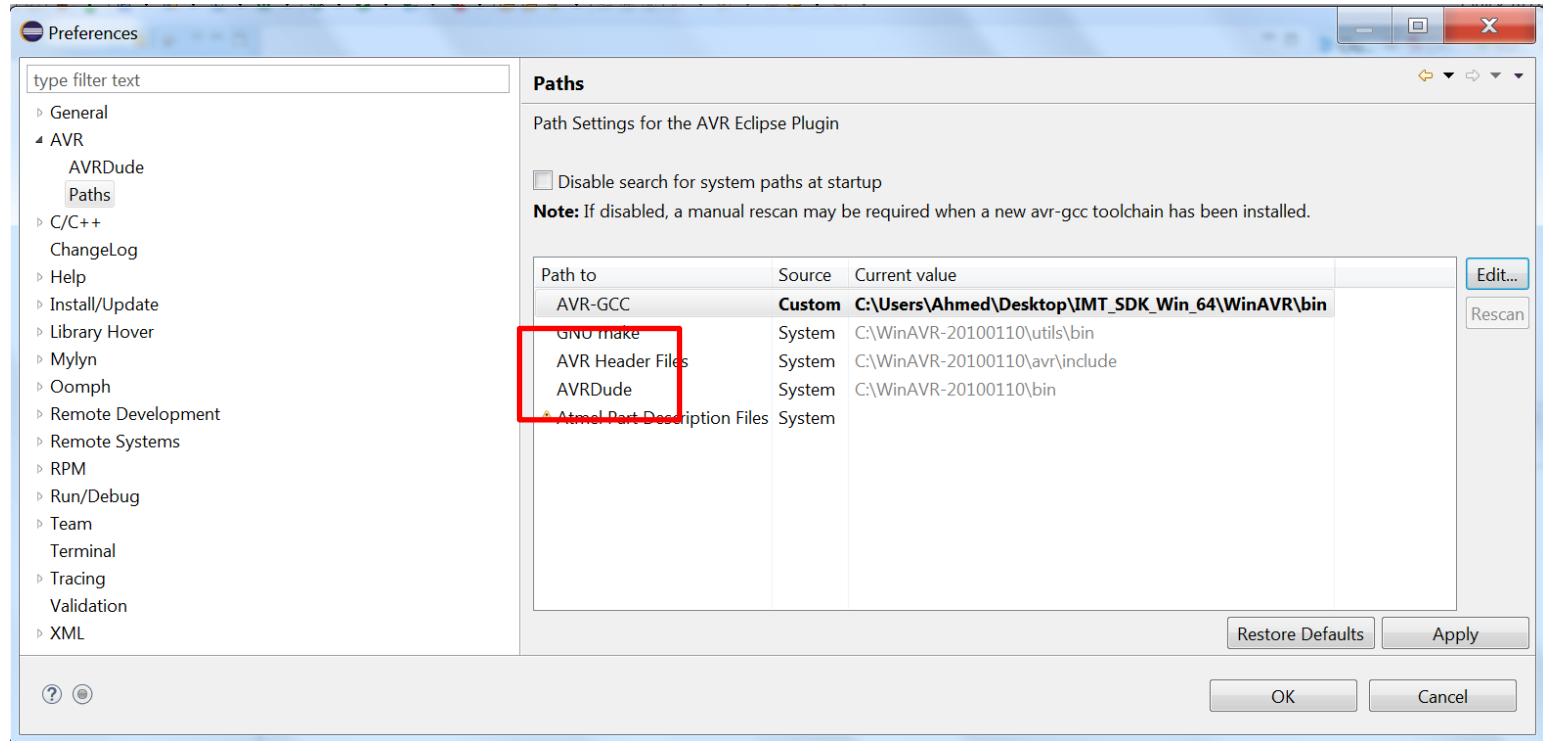 Preferences
type filter text
General
AVR
AVRDude
Paths
C/C++
ChangeLog
Help
Install/Update
Library Hover
Mylyn
Oomph
Remote Development
Remote Systems
RPM
Run/Debug
Team
Terminal
Tracing
Validation
XML
Paths
Path Settings for the AVR Eclipse Plugin
Disable search for system paths at startup
Note: If disabled, a manual rescan may be required when a new avr-gcc toolchain has been installed.
Path to Source Current value
AVR-GCC Custom C:\Users\Ahmed\Desktop\IMT_SDK_Win_64\WinAVR\bin
GNU make System C:\WinAVR-20100110\utils\bin
AVR Header Files System C:\WinAVR-20100110\avr\include
AVRDude System C:\WinAVR-20100110\bin
Atmel Part Description Files System
Edit...
Rescan
Restore Defaults Apply
OK Cancel